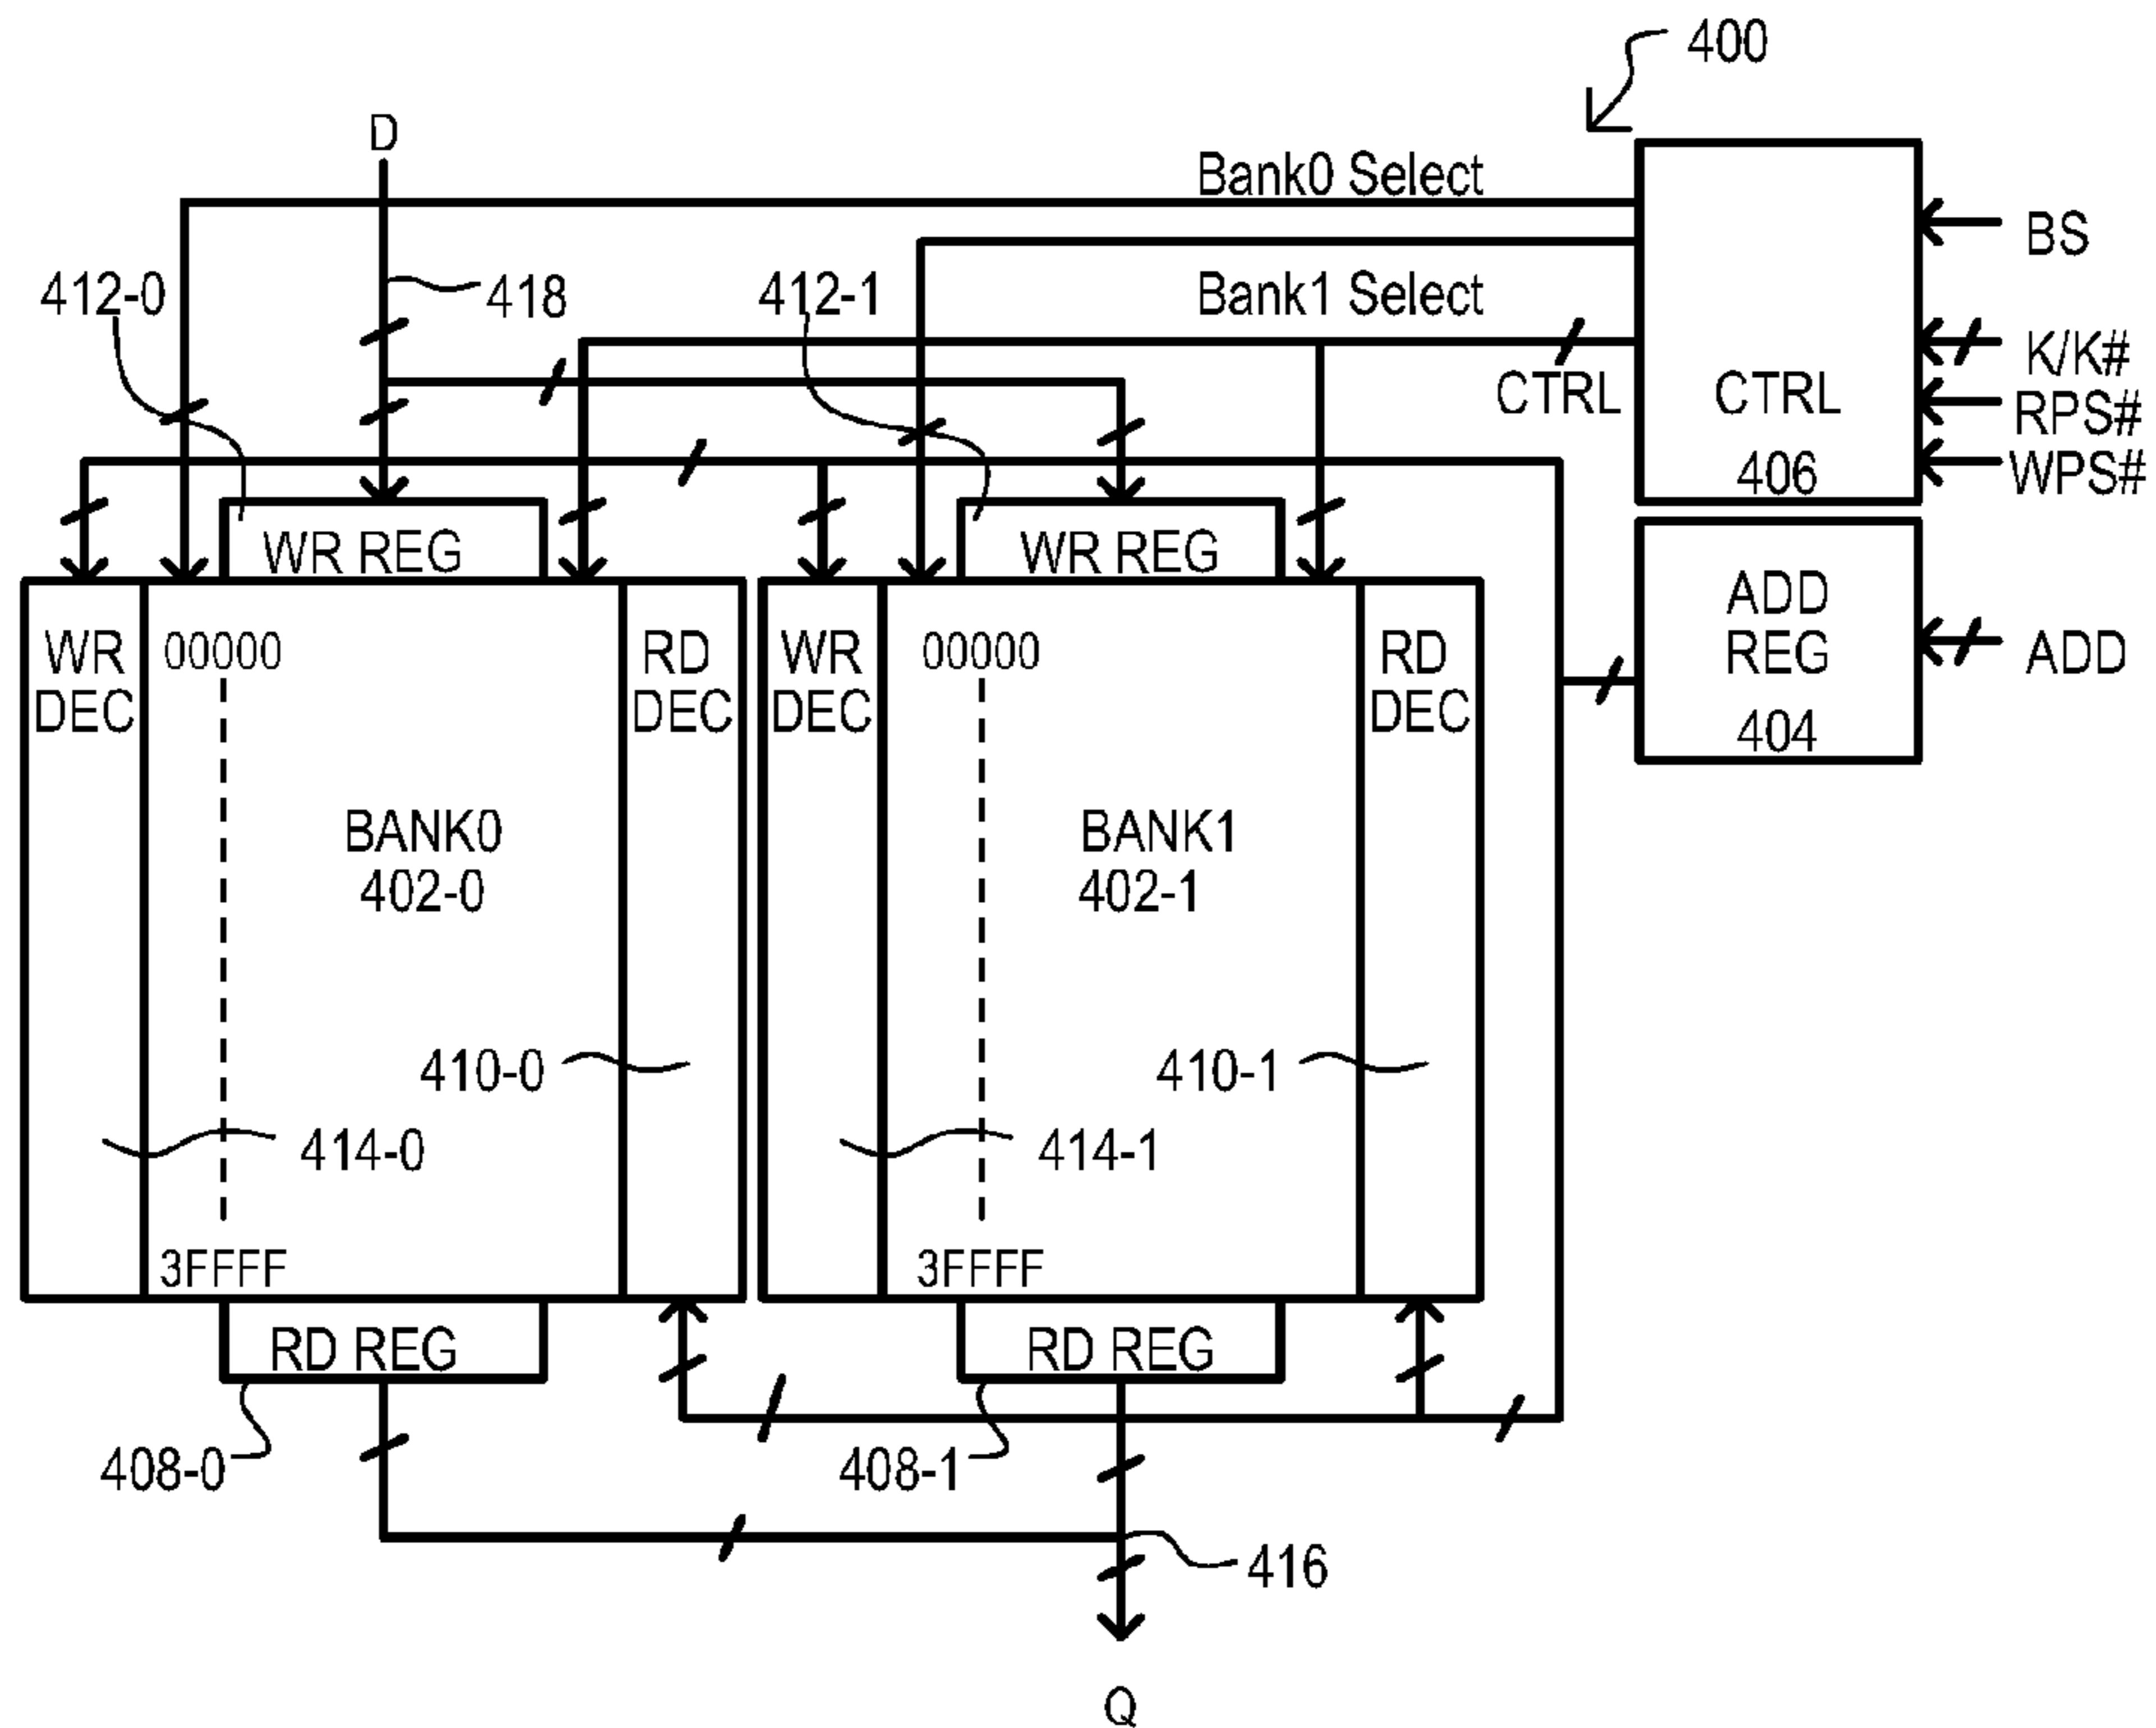 400
D
Bank0 Select
BS
412-0
418
412-1
Bank1 Select
K/K#
CTRL
CTRL
406
RPS#
WPS#
WR REG
WR REG
ADD
REG
404
ADD
WR
DEC
00000
RD
DEC
WR
DEC
00000
RD
DEC
BANK0
402-0
BANK1
402-1
410-0
410-1
414-0
414-1
3FFFF
3FFFF
RD REG
RD REG
408-0
408-1
416
Q